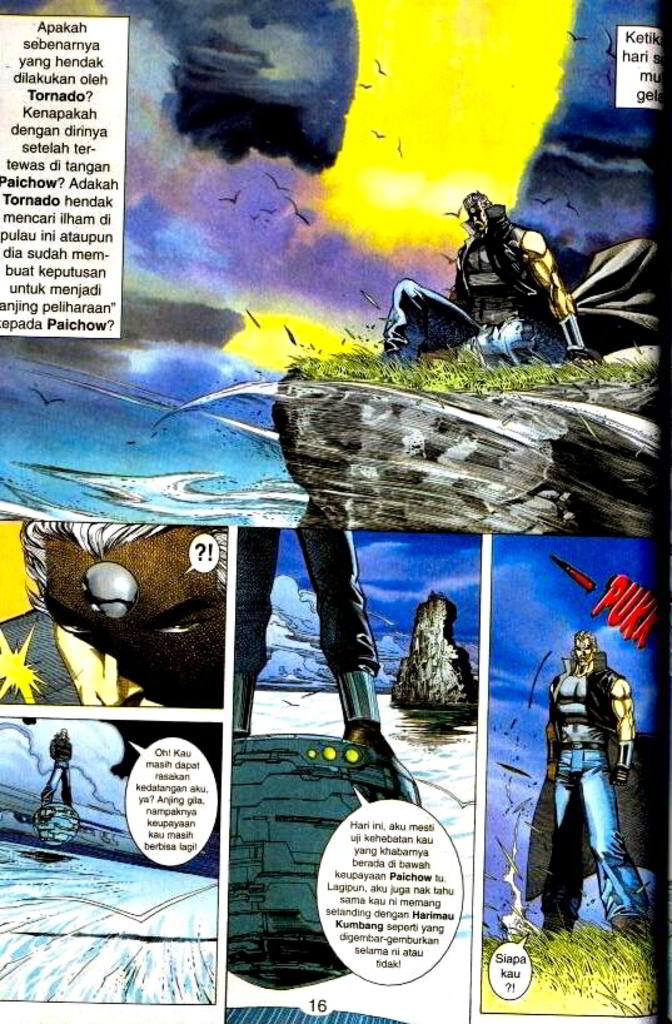 Apakah
sebenarnya
yang hendak
dilakukan oleh
Tornado?
Kenapakah
dengan dirinya
setelah ter-
tewas di tangan
Paichow? Adakah
Tornado hendak
mencari ilham di
pulau ini ataupun
dia sudah mem-
buat keputusan
untuk menjadi
anjing peliharaan"
kepada Paichow?
hari
?!
Oh! Kau
masih dapat
rasakan
kedatangan aku,
ya? Anjing gila,
nampaknya
keupayaan
kau masih
berbisa lagi!
Hari ini, aku mesti
uji kehebatan kau
yang khabarnya
berada di bawah
keupayaan Paichow tu.
Lagipun, aku juga nak tahu
sama kau ni memang
setanding dengan Harimau
Kumbang seperti yang
digembar-gemburkan
selama ni atau
tidak!
PUKK
Siapa
kau
?!
16